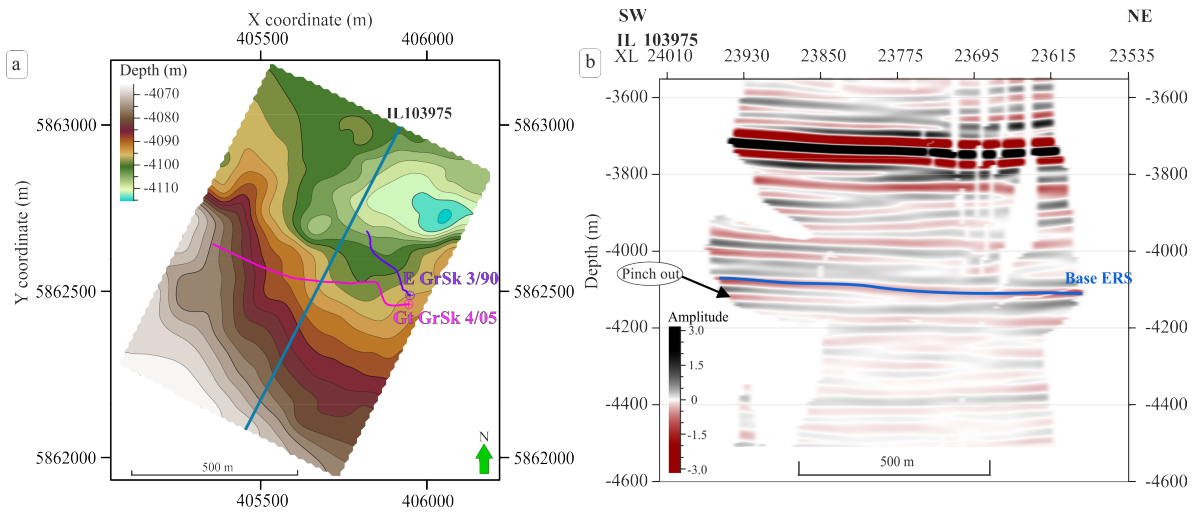 X coordinate (m)
405500 406000
a
Depth (m)
-4070
-4080
-4090
-4100
-4110
IL103975
5863000 5863000
Y coordinate (m)
E GrSk 3/90
5862500 5862500
Gt GrSk 4/05
N
500 m
5862000 5862000
405500 406000
SW NE
IL 103975
XL 24010 23930 23850 23775 23695 23615 23535
b
-3600 -3600
-3800 -3800
-4000 -4000
Depth (m)
Pinch out
Base ERS
-4200 -4200
Amplitude
3.0
1.5
0
-1.5
-3.0
-4400 -4400
500 m
-4600 -4600